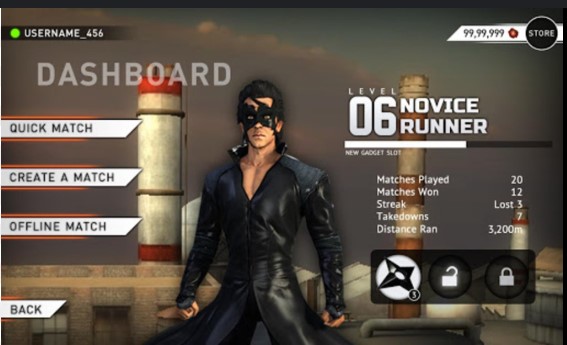 USERNAME_456
99,99,999
STORE
DASHBOARD
LEVEL
06 NOVICE
RUNNER
NEW GADGET SLOT
QUICK MATCH
CREATE A MATCH
OFFLINE MATCH
BACK
Matches Played 20
Matches Won 12
Streak Lost 3
Takedowns 7
Distance Ran 3,200m
3